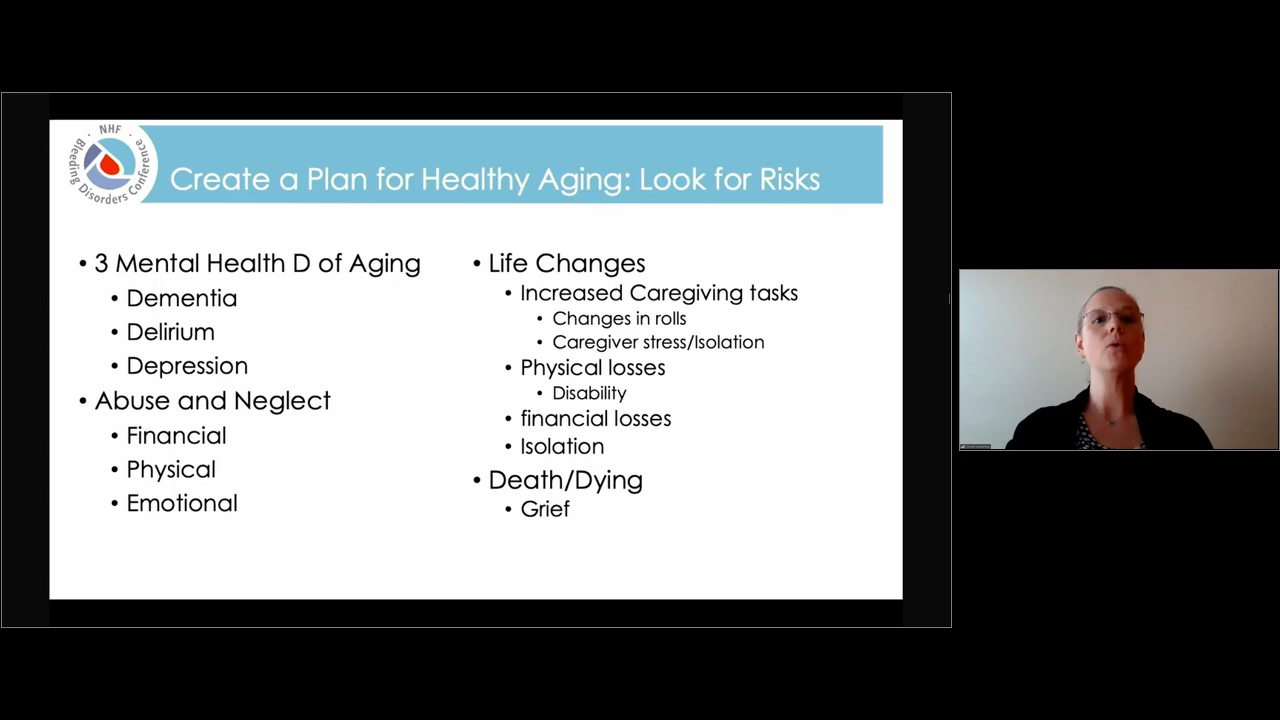 NHF
Bleeding Disorders Conference
Create a Plan for Healthy Aging: Look for Risks
• 3 Mental Health D of Aging
• Dementia
• Delirium
• Depression
• Abuse and Neglect
• Financial
• Physical
• Emotional
• Life Changes
• Increased Caregiving tasks
• Changes in rolls
• Caregiver stress/Isolation
• Physical losses
• Disability
• financial losses
• Isolation
• Death/Dying
• Grief